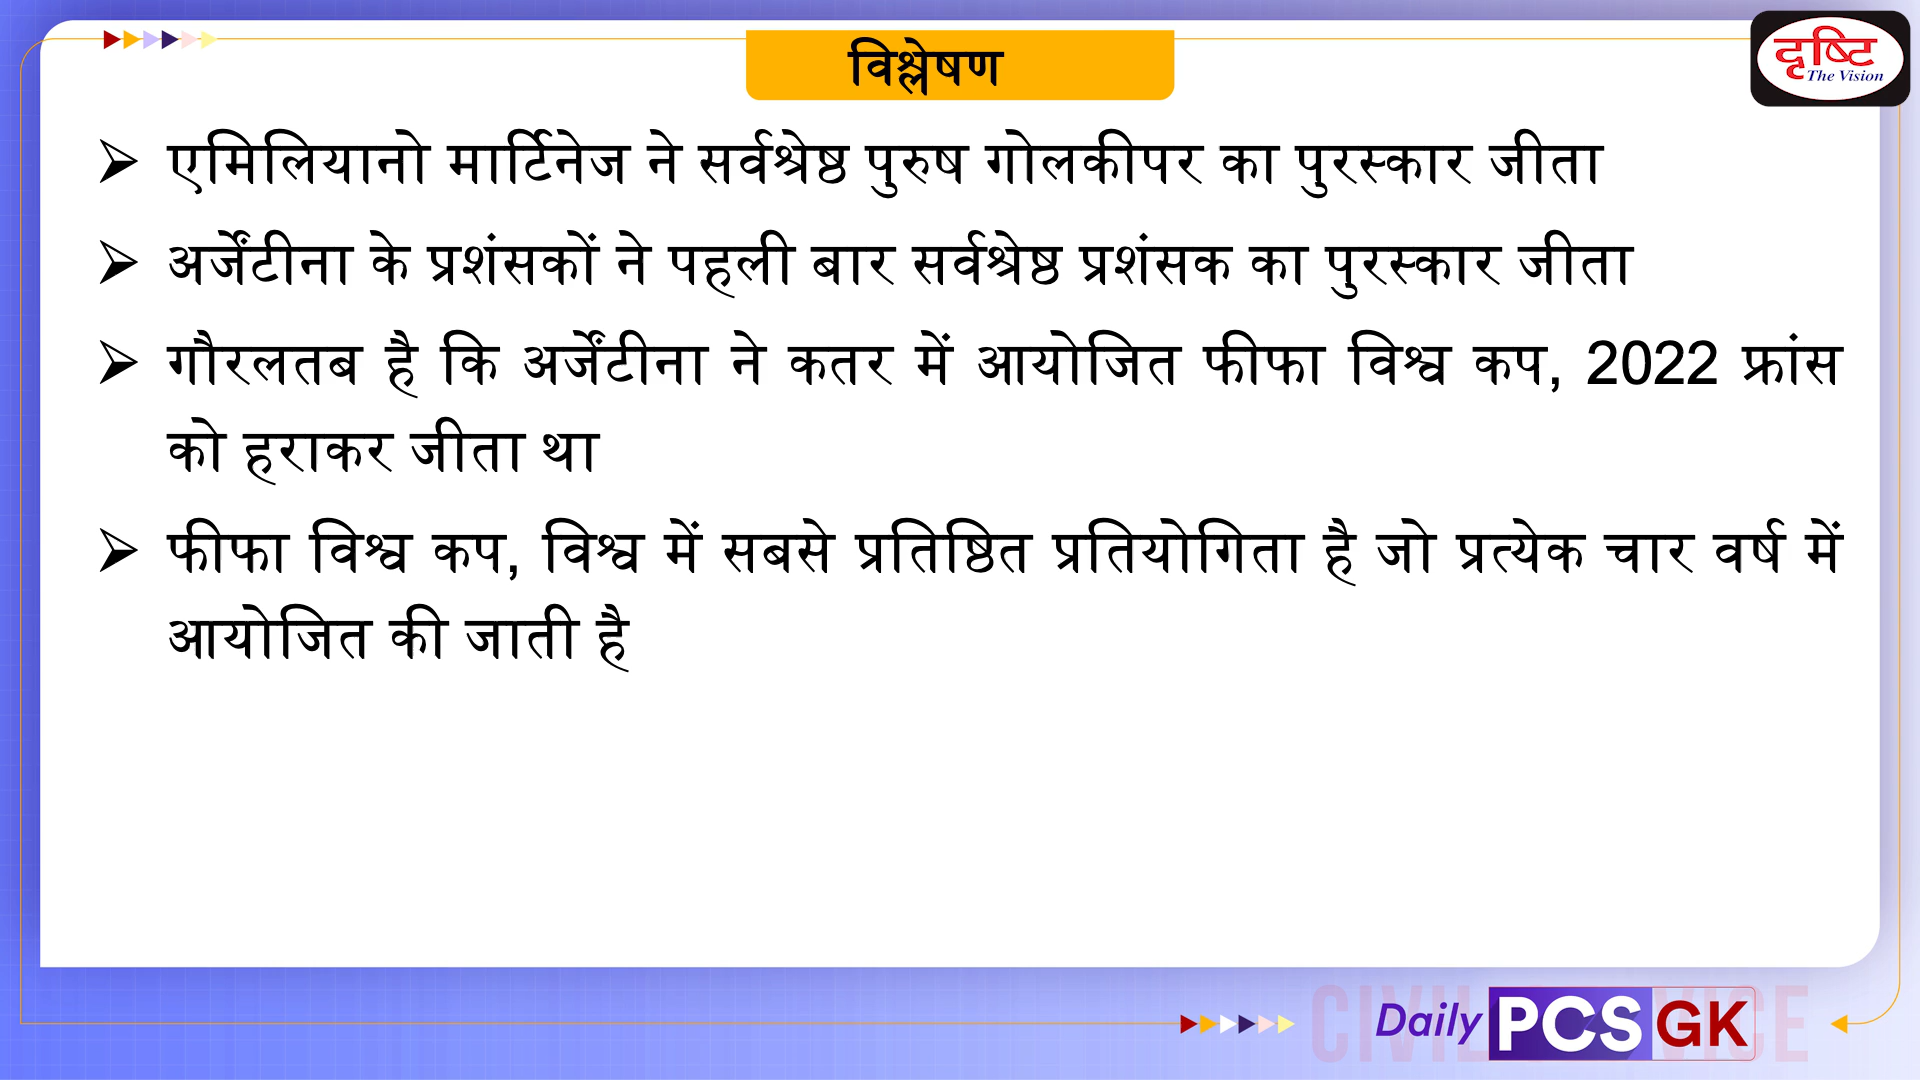 विश्लेषण
दृष्टि
The Vision
➢ एमिलियानो मार्टिनेज ने सर्वश्रेष्ठ पुरुष गोलकीपर का पुरस्कार जीता
➢ अर्जेंटीना के प्रशंसकों ने पहली बार सर्वश्रेष्ठ प्रशंसक का पुरस्कार जीता
➢ गौरलतब है कि अर्जेंटीना ने कतर में आयोजित फीफा विश्व कप, 2022 फ्रांस
को हराकर जीता था
➢ फीफा विश्व कप, विश्व में सबसे प्रतिष्ठित प्रतियोगिता है जो प्रत्येक चार वर्ष में
आयोजित की जाती है
Daily PCS GK